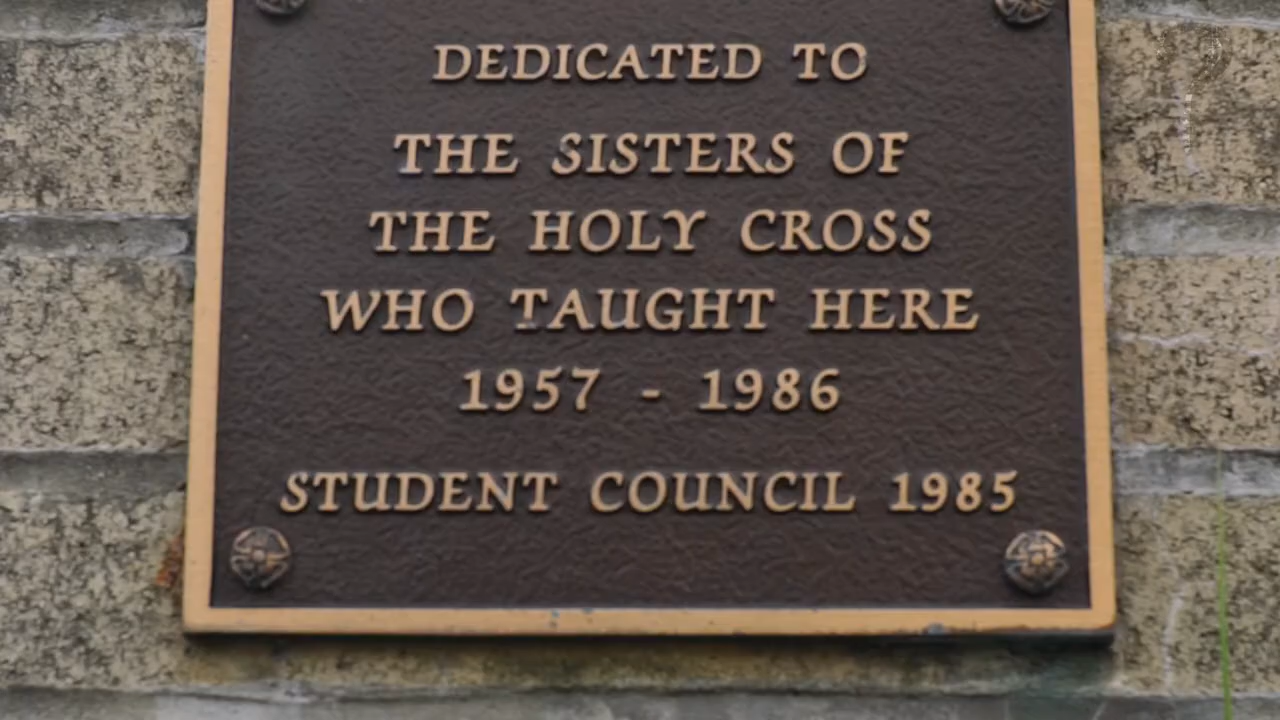 DEDICATED TO
THE SISTERS OF
THE HOLY CROSS
WHO TAUGHT HERE
1957 - 1986
STUDENT COUNCIL 1985